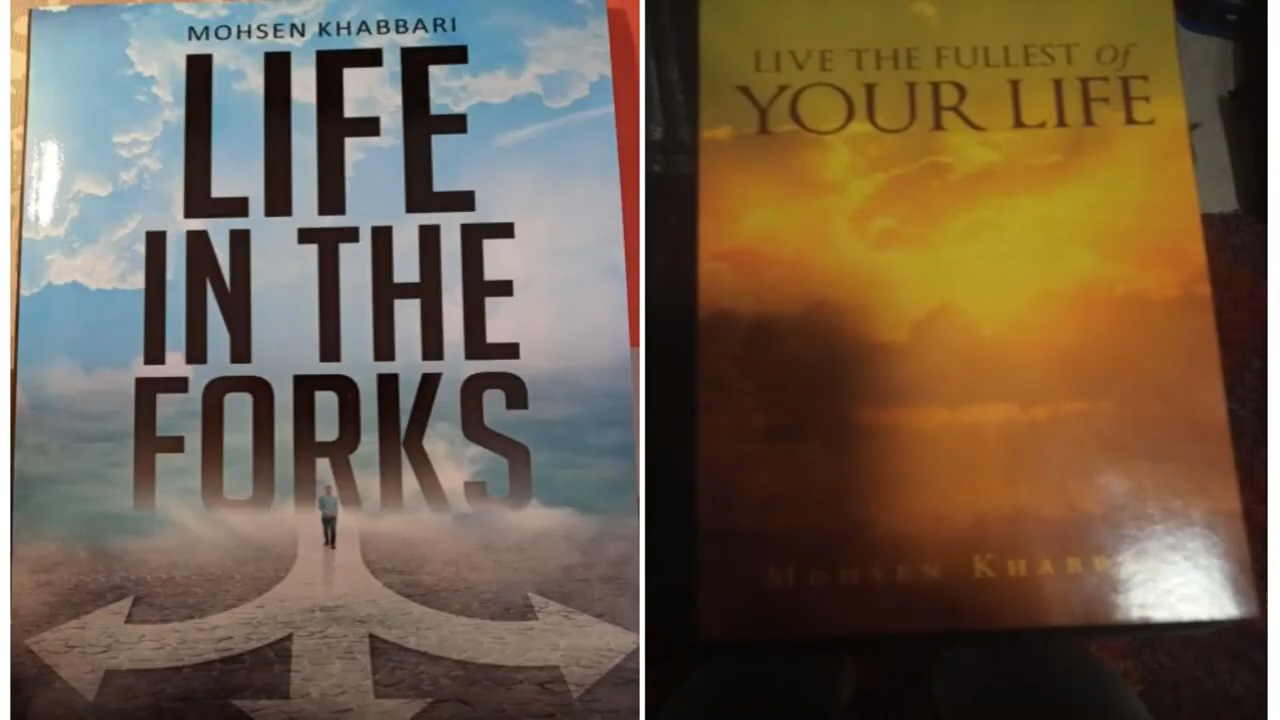 MOHSEN KHABBARI
LIFE
IN THE
FORKS
LIVE THE FULLEST of
YOUR LIFE
MOHSEN